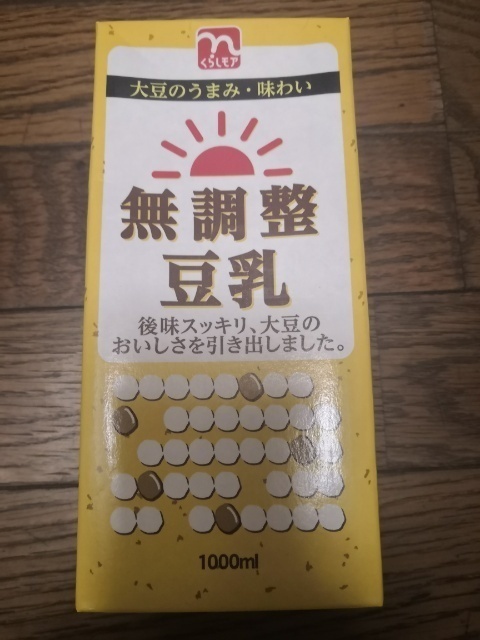 くらしモア
大豆のうまみ・味わい
無調整
豆乳
後味スッキリ、大豆の
おいしさを引き出しました。
1000ml